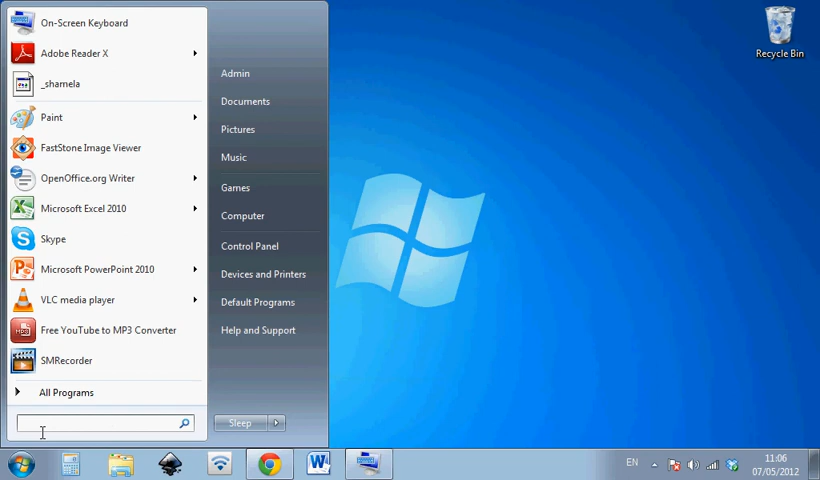 On-Screen Keyboard
Adobe Reader X
_sharnela
Paint
FastStone Image Viewer
OpenOffice.org Writer
Microsoft Excel 2010
Skype
Microsoft PowerPoint 2010
VLC media player
Free YouTube to MP3 Converter
SMRecorder
All Programs
Admin
Documents
Pictures
Music
Games
Computer
Control Panel
Devices and Printers
Default Programs
Help and Support
Sleep
Recycle Bin
EN
11:06
07/05/2012